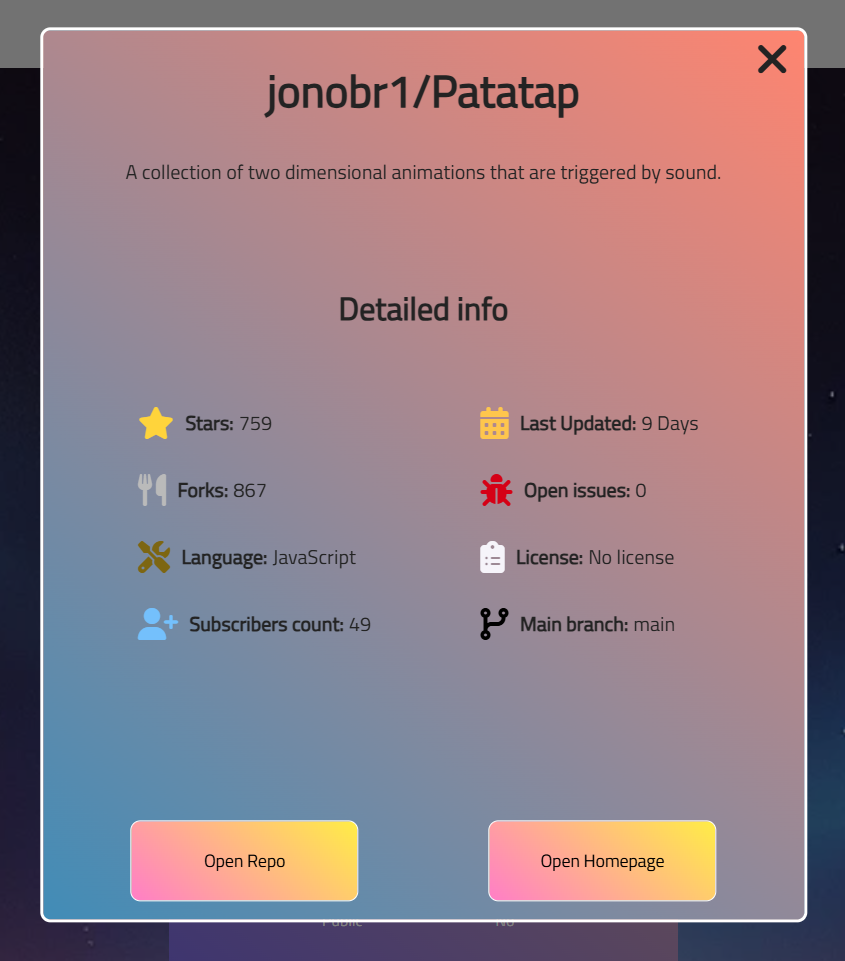 jonobr1/Patatap
A collection of two dimensional animations that are triggered by sound.
Detailed info
Stars: 759
Last Updated: 9 Days
Forks: 867
Open issues: 0
Language: JavaScript
License: No license
Subscribers count: 49
Main branch: main
Open Repo
Open Homepage
Public
No